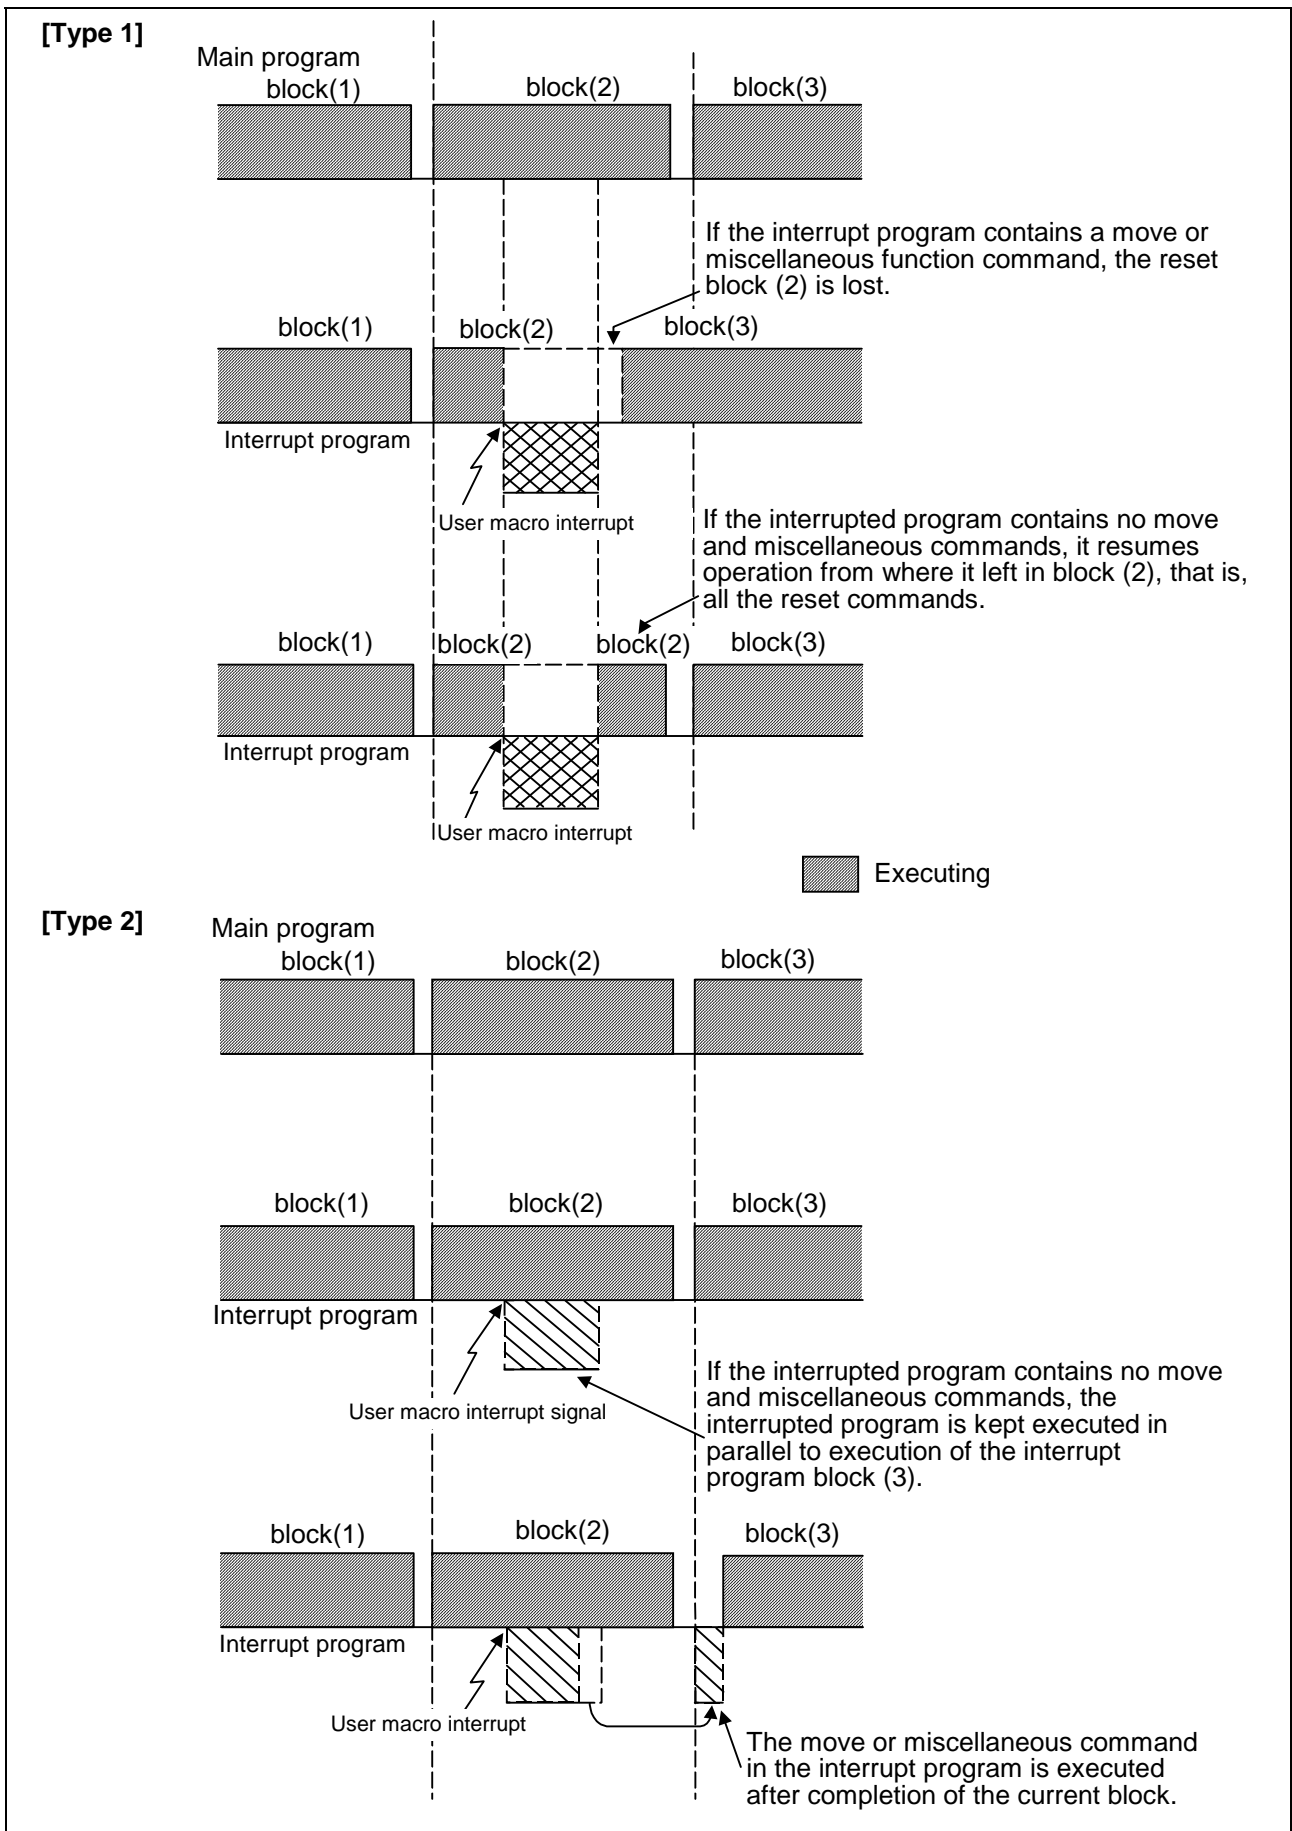 [Type 1]
Main program
block(1)
block(2)
block(3)
If the interrupt program contains a move or
miscellaneous function command, the reset
block (2) is lost.
block(1)
block(2)
block(3)
Interrupt program
User macro interrupt
If the interrupted program contains no move
and miscellaneous commands, it resumes
operation from where it left in block (2), that is,
all the reset commands.
block(1)
block(2)
block(2)
block(3)
Interrupt program
User macro interrupt
Executing
[Type 2]
Main program
block(1)
block(2)
block(3)
block(1)
block(2)
block(3)
Interrupt program
User macro interrupt signal
If the interrupted program contains no move
and miscellaneous commands, the
interrupted program is kept executed in
parallel to execution of the interrupt
program block (3).
block(1)
block(2)
block(3)
Interrupt program
User macro interrupt
The move or miscellaneous command
in the interrupt program is executed
after completion of the current block.